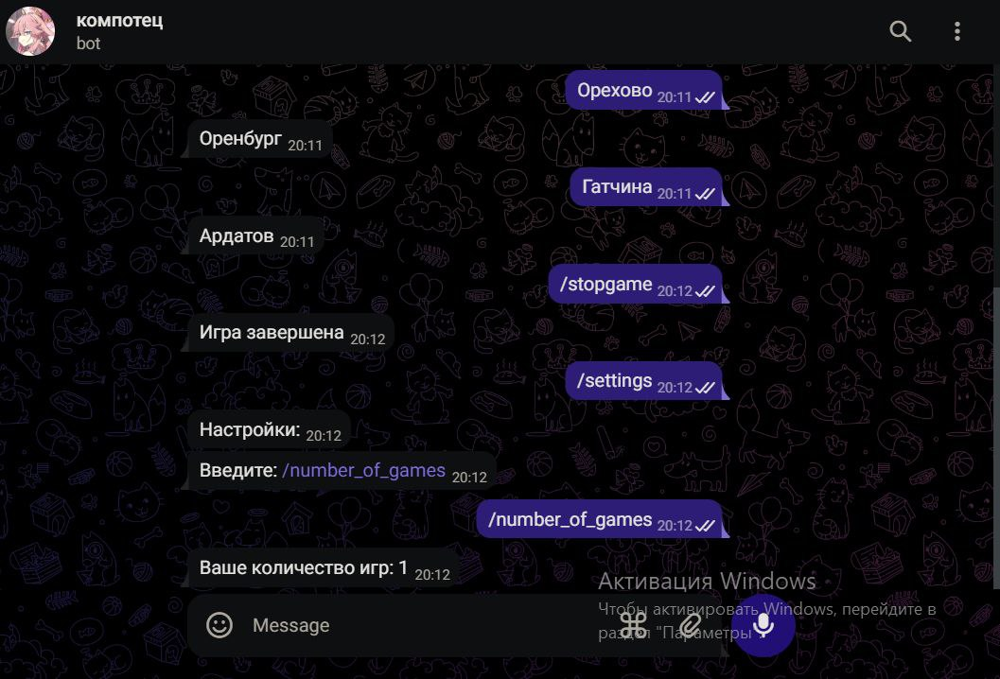 компотец
bot
Орехово 20:11
Оренбург 20:11
Гатчина 20:11
Ардатов 20:11
/stopgame 20:12
Игра завершена 20:12
/settings 20:12
Настройки: 20:12
Введите: /number_of_games 20:12
/number_of_games 20:12
Ваше количество игр: 1 20:12
Активация Windows
Чтобы активировать Windows, перейдите в
раздел "Параметры
Message